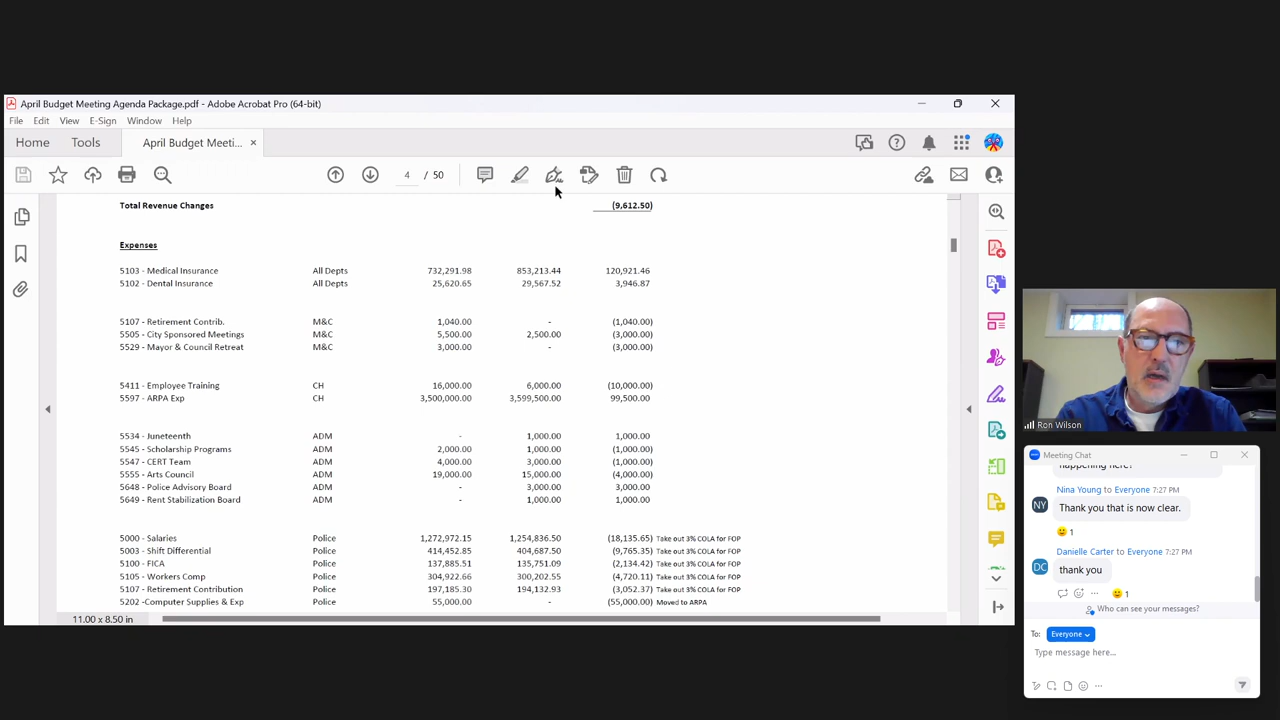 April Budget Meeting Agenda Package.pdf - Adobe Acrobat Pro (64-bit)
File Edit View E-Sign Window Help
Home Tools April Budget Meeti... ×
4 / 50
Total Revenue Changes (9,612.50)
Expenses
5103 - Medical Insurance All Depts 732,291.98 853,213.44 120,921.46
5102 - Dental Insurance All Depts 25,620.65 29,567.52 3,946.87
5107 - Retirement Contrib. M&C 1,040.00 - (1,040.00)
5505 - City Sponsored Meetings M&C 5,500.00 2,500.00 (3,000.00)
5529 - Mayor & Council Retreat M&C 3,000.00 - (3,000.00)
5411 - Employee Training CH 16,000.00 6,000.00 (10,000.00)
5597 - ARPA Exp CH 3,500,000.00 3,599,500.00 99,500.00
5534 - Juneteenth ADM - 1,000.00 1,000.00
5545 - Scholarship Programs ADM 2,000.00 1,000.00 (1,000.00)
5547 - CERT Team ADM 4,000.00 3,000.00 (1,000.00)
5555 - Arts Council ADM 19,000.00 15,000.00 (4,000.00)
5648 - Police Advisory Board ADM - 3,000.00 3,000.00
5649 - Rent Stabilization Board ADM - 1,000.00 1,000.00
5000 - Salaries Police 1,272,972.15 1,254,836.50 (18,135.65) Take out 3% COLA for FOP
5003 - Shift Differential Police 414,452.85 404,687.50 (9,765.35) Take out 3% COLA for FOP
5100 - FICA Police 137,885.51 135,751.09 (2,134.42) Take out 3% COLA for FOP
5105 - Workers Comp Police 304,922.66 300,202.55 (4,720.11) Take out 3% COLA for FOP
5107 - Retirement Contribution Police 197,185.30 194,132.93 (3,052.37) Take out 3% COLA for FOP
5202 -Computer Supplies & Exp Police 55,000.00 - (55,000.00) Moved to ARPA
11.00 x 8.50 in
Ron Wilson
Meeting Chat
happening here?
Nina Young to Everyone 7:27 PM
NY
Thank you that is now clear.
1
Danielle Carter to Everyone 7:27 PM
DC
thank you
1
Who can see your messages?
To: Everyone
Type message here...